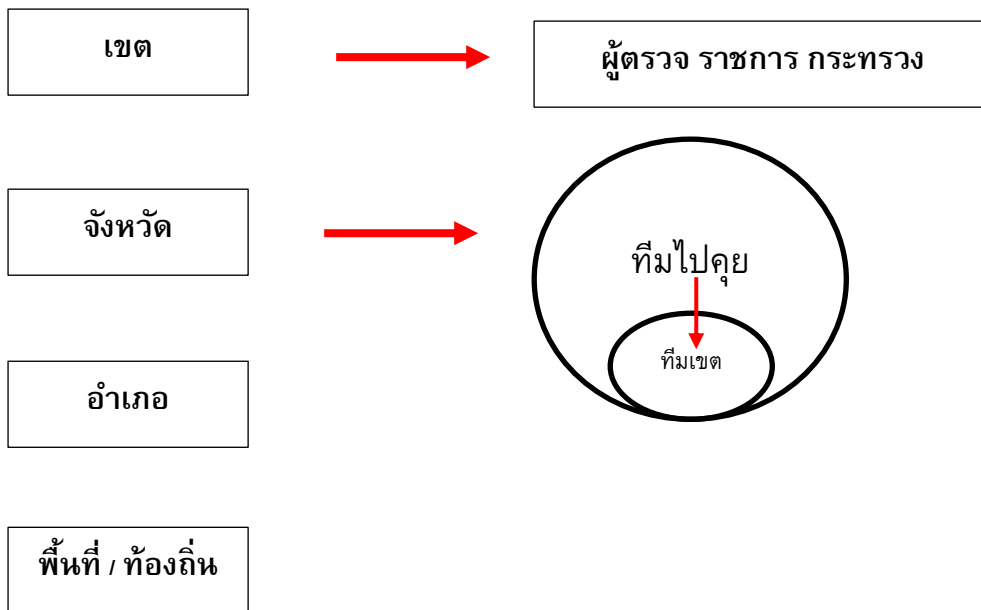 เขต
ผู้ตรวจ ราชการ กระทรวง
จังหวัด
ทีมไปคุย
ทีมเขต
อำเภอ
พื้นที่ / ท้องถิ่น